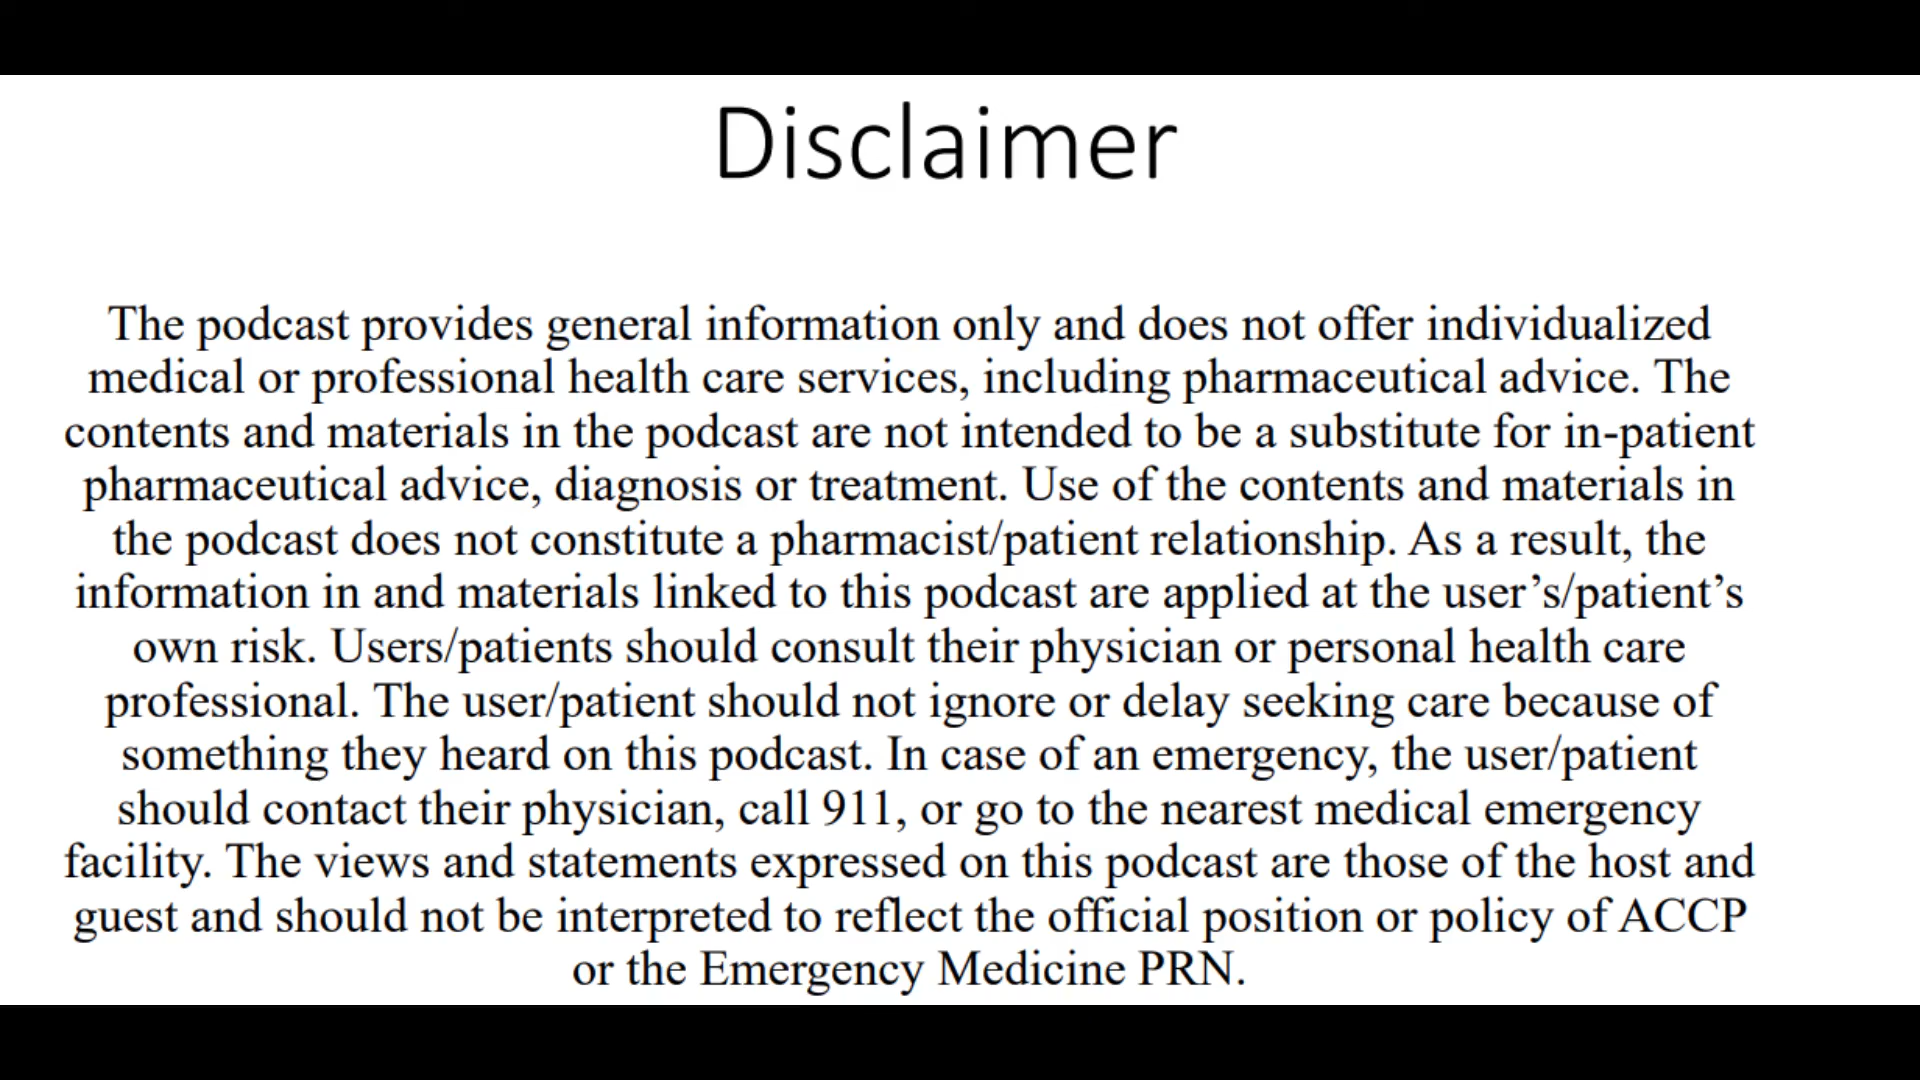 Disclaimer
The podcast provides general information only and does not offer individualized
medical or professional health care services, including pharmaceutical advice. The
contents and materials in the podcast are not intended to be a substitute for in-patient
pharmaceutical advice, diagnosis or treatment. Use of the contents and materials in
the podcast does not constitute a pharmacist/patient relationship. As a result, the
information in and materials linked to this podcast are applied at the user’s/patient’s
own risk. Users/patients should consult their physician or personal health care
professional. The user/patient should not ignore or delay seeking care because of
something they heard on this podcast. In case of an emergency, the user/patient
should contact their physician, call 911, or go to the nearest medical emergency
facility. The views and statements expressed on this podcast are those of the host and
guest and should not be interpreted to reflect the official position or policy of ACCP
or the Emergency Medicine PRN.